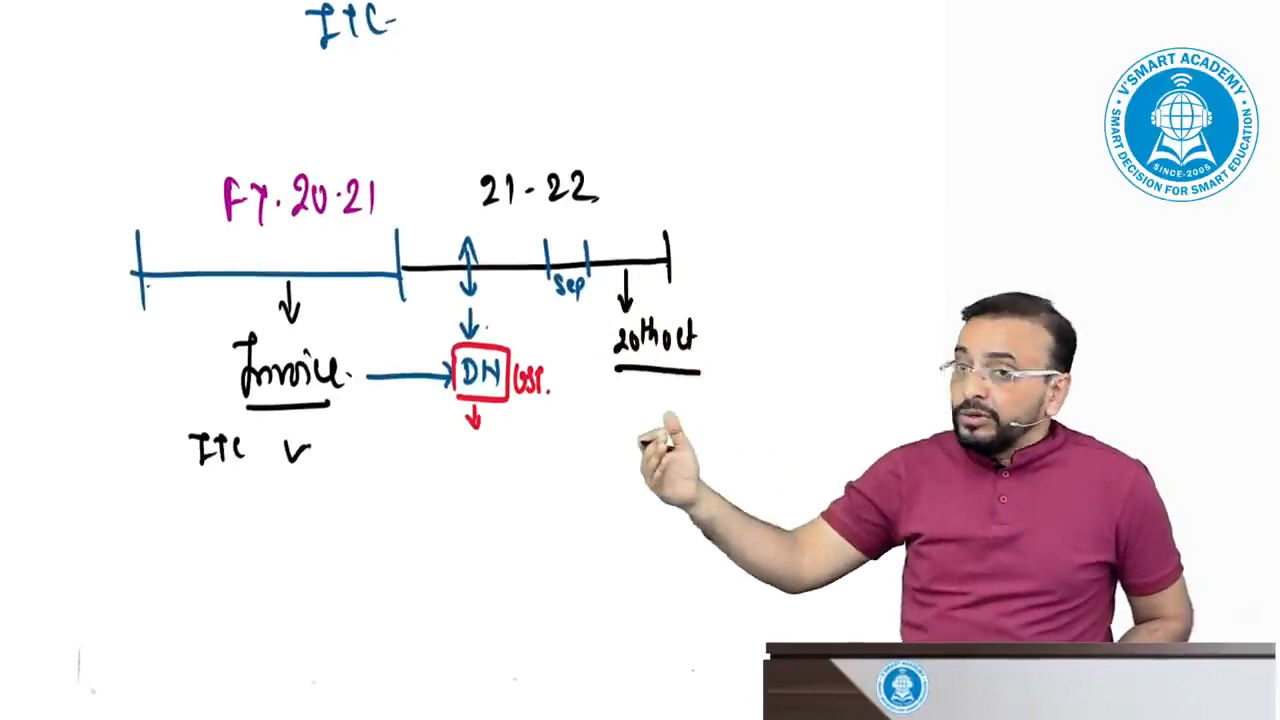 ITC-
V'SMART ACADEMY
SMART DECISION FOR SMART EDUCATION
SINCE-2005
F.Y. 20-21
21-22
Sep
20th Oct
Invoice.
DN GST.
ITC